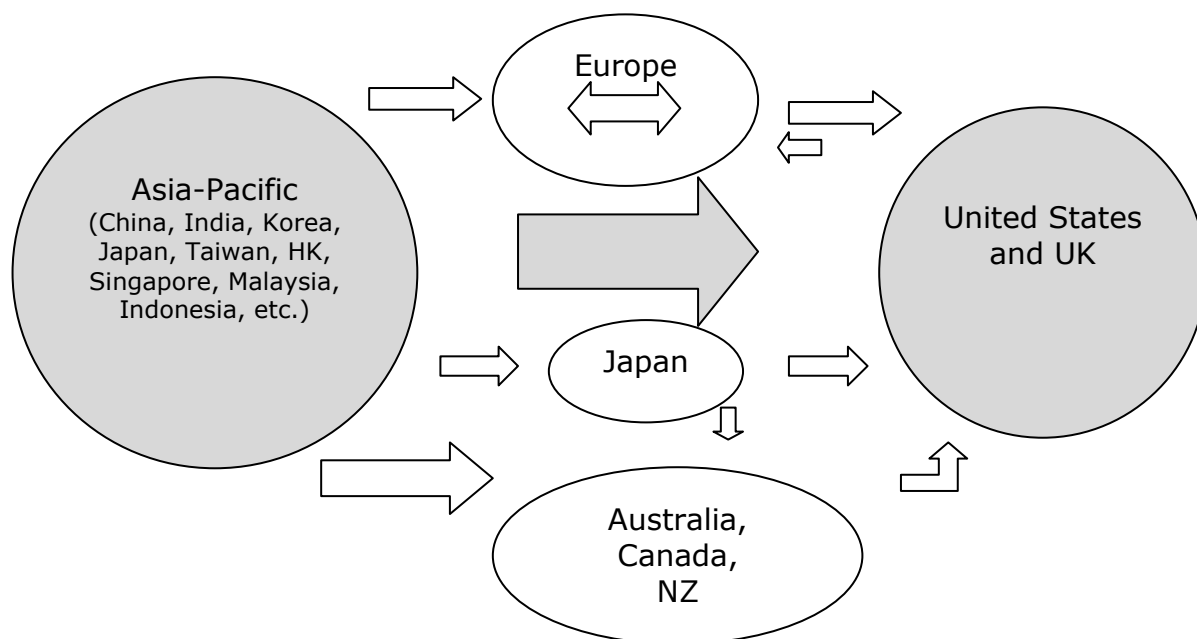 Europe
Asia-Pacific
(China, India, Korea,
Japan, Taiwan, HK,
Singapore, Malaysia,
Indonesia, etc.)
United States
and UK
Japan
Australia,
Canada,
NZ